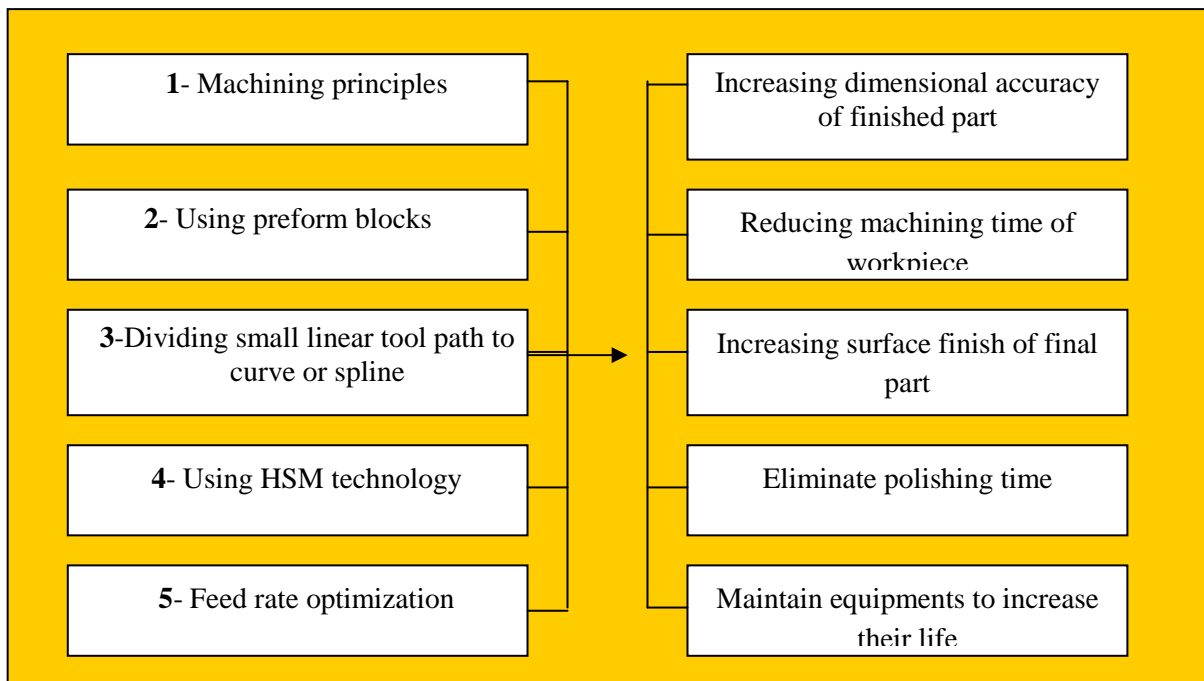 1- Machining principles
2- Using preform blocks
3-Dividing small linear tool path to
curve or spline
4- Using HSM technology
5- Feed rate optimization
Increasing dimensional accuracy
of finished part
Reducing machining time of
workpiece
Increasing surface finish of final
part
Eliminate polishing time
Maintain equipments to increase
their life